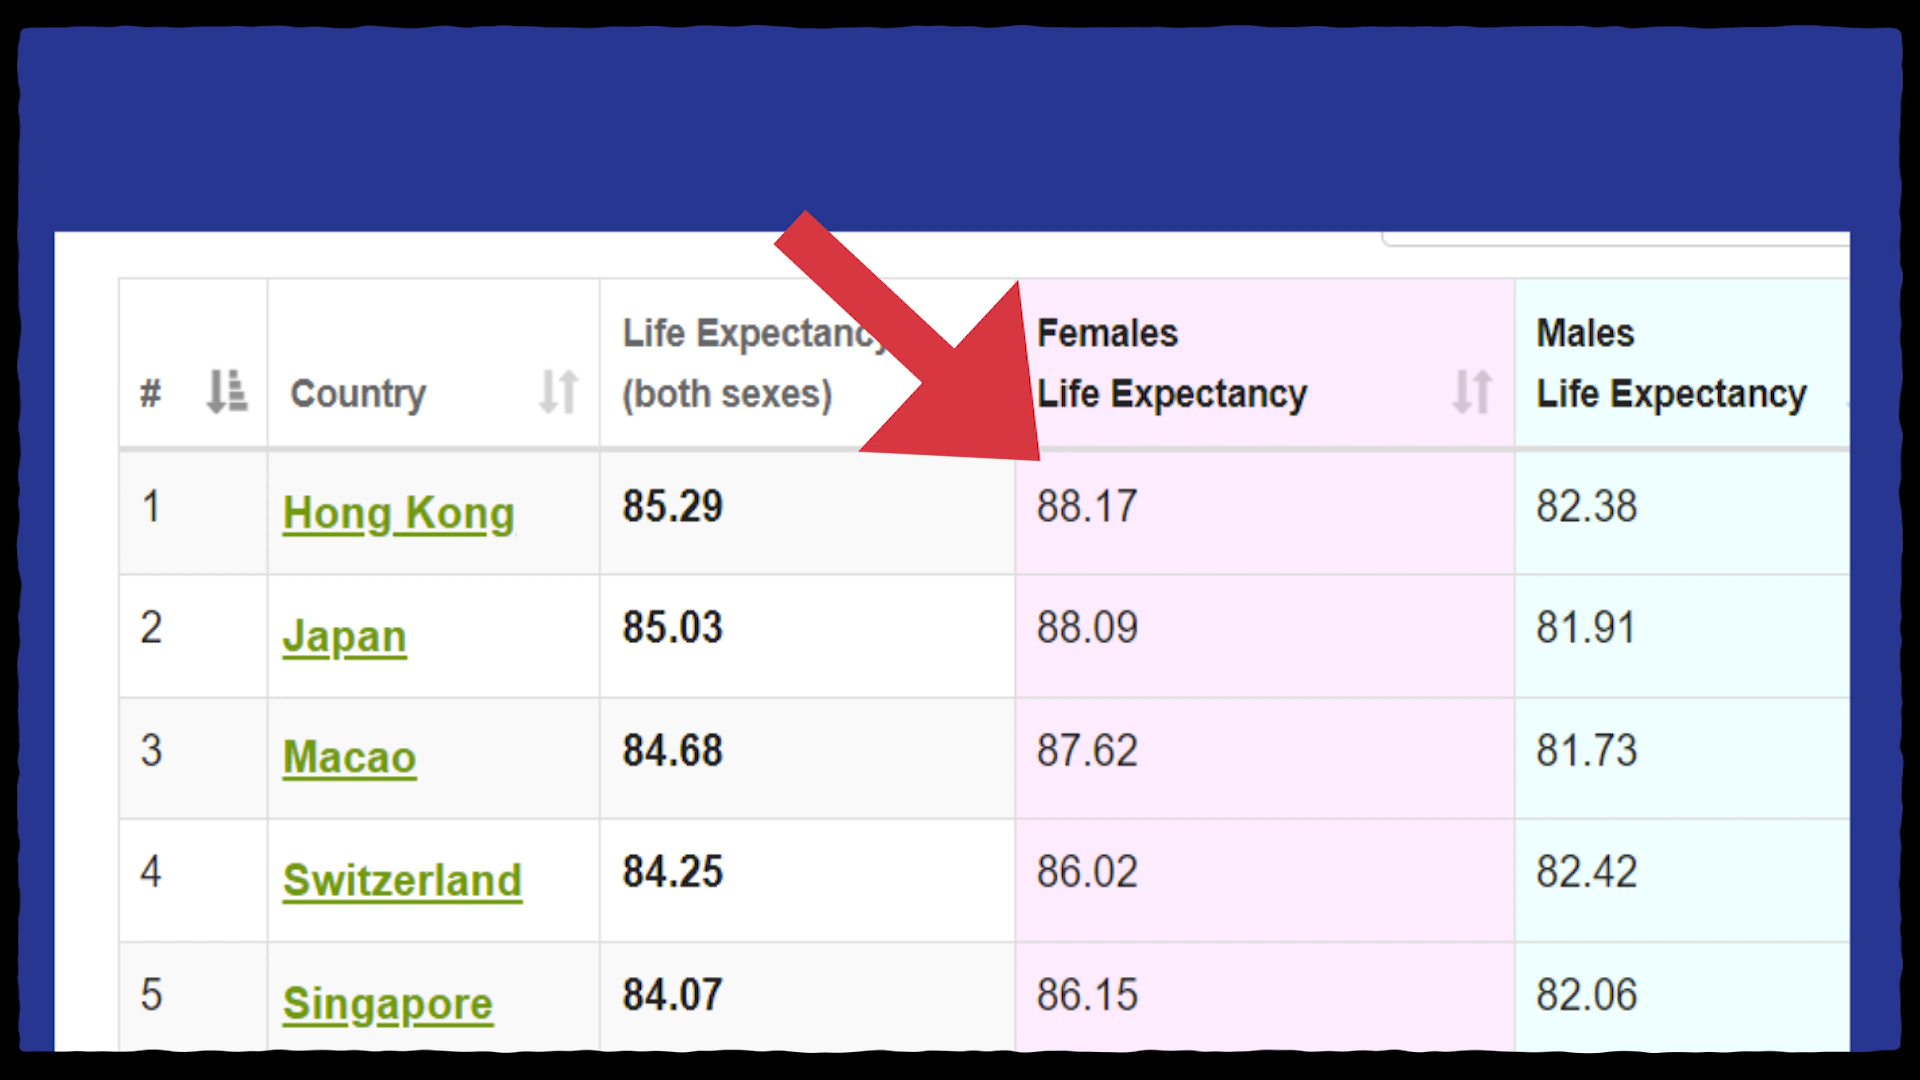 # Country Life Expectancy (both sexes) Females Life Expectancy Males Life Expectancy
1 Hong Kong 85.29 88.17 82.38
2 Japan 85.03 88.09 81.91
3 Macao 84.68 87.62 81.73
4 Switzerland 84.25 86.02 82.42
5 Singapore 84.07 86.15 82.06